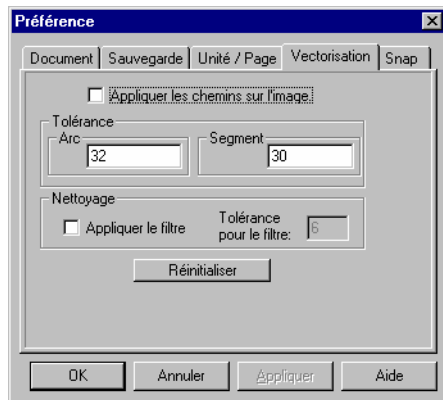 Préférence
Document Sauvegarde Unité / Page Vectorisation Snap
Appliquer les chemins sur l'image.
Tolérance
Arc Segment
32 30
Nettoyage
Appliquer le filtre Tolérance pour le filtre: 6
Réinitialiser
OK Annuler Appliquer Aide